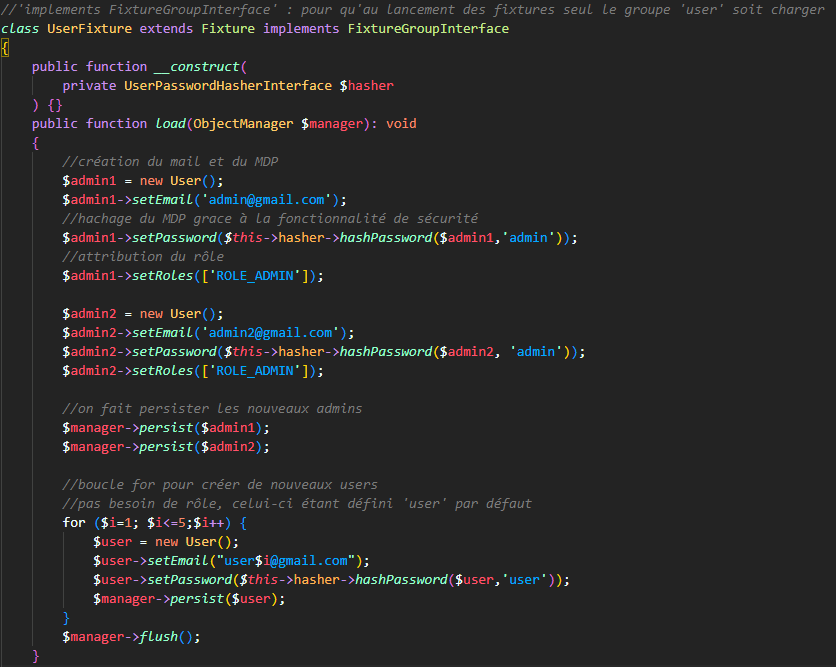 //'implements FixtureGroupInterface' : pour qu'au lancement des fixtures seul le groupe 'user' soit charger
class UserFixture extends Fixture implements FixtureGroupInterface
{
    public function __construct(
        private UserPasswordHasherInterface $hasher
    ) {}
    public function load(ObjectManager $manager): void
    {
        //création du mail et du MDP
        $admin1 = new User();
        $admin1->setEmail('admin@gmail.com');
        //hachage du MDP grace à la fonctionnalité de sécurité
        $admin1->setPassword($this->hasher->hashPassword($admin1,'admin'));
        //attribution du rôle
        $admin1->setRoles(['ROLE_ADMIN']);

        $admin2 = new User();
        $admin2->setEmail('admin2@gmail.com');
        $admin2->setPassword($this->hasher->hashPassword($admin2, 'admin'));
        $admin2->setRoles(['ROLE_ADMIN']);

        //on fait persister les nouveaux admins
        $manager->persist($admin1);
        $manager->persist($admin2);

        //boucle for pour créer de nouveaux users
        //pas besoin de rôle, celui-ci étant défini 'user' par défaut
        for ($i=1; $i<=5;$i++) {
            $user = new User();
            $user->setEmail("user$i@gmail.com");
            $user->setPassword($this->hasher->hashPassword($user,'user'));
            $manager->persist($user);
        }
        $manager->flush();
    }